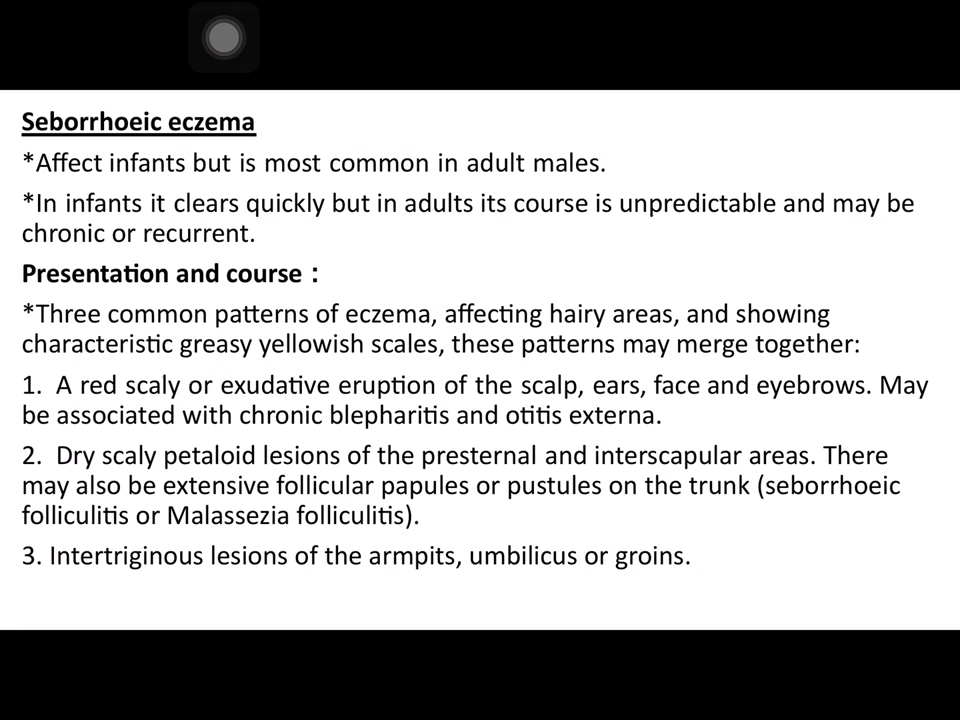 Seborrhoeic eczema
*Affect infants but is most common in adult males.
*In infants it clears quickly but in adults its course is unpredictable and may be
chronic or recurrent.
Presentation and course :
*Three common patterns of eczema, affecting hairy areas, and showing
characteristic greasy yellowish scales, these patterns may merge together:
1.  A red scaly or exudative eruption of the scalp, ears, face and eyebrows. May
be associated with chronic blepharitis and otitis externa.
2.  Dry scaly petaloid lesions of the presternal and interscapular areas. There
may also be extensive follicular papules or pustules on the trunk (seborrhoeic
folliculitis or Malassezia folliculitis).
3. Intertriginous lesions of the armpits, umbilicus or groins.